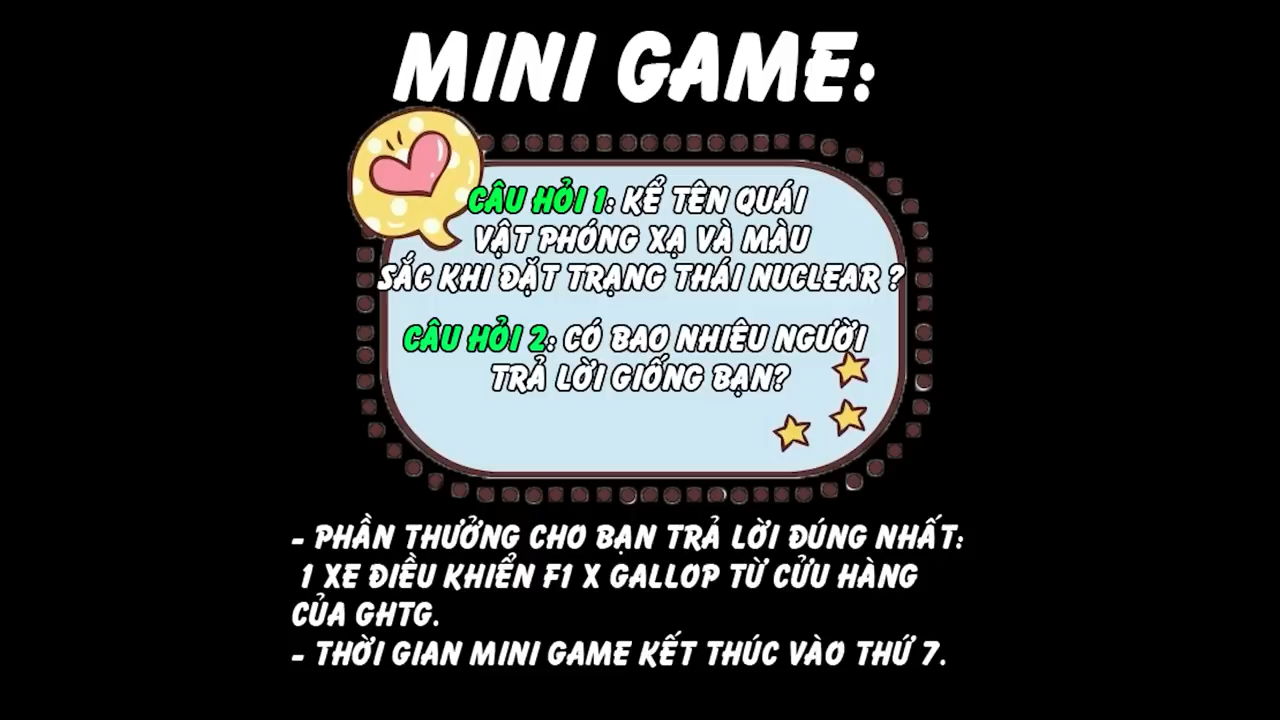 MINI GAME:
CÂU HỎI 1: KỂ TÊN QUÁI
VẬT PHÓNG XẠ VÀ MÀU
SẮC KHI ĐẶT TRẠNG THÁI NUCLEAR ?
CÂU HỎI 2: CÓ BAO NHIÊU NGƯỜI
TRẢ LỜI GIỐNG BẠN?
- PHẦN THƯỞNG CHO BẠN TRẢ LỜI ĐÚNG NHẤT:
1 XE ĐIỀU KHIỂN F1 X GALLOP TỪ CỬU HÀNG
CỦA GHTG.
- THỜI GIAN MINI GAME KẾT THÚC VÀO THỨ 7.